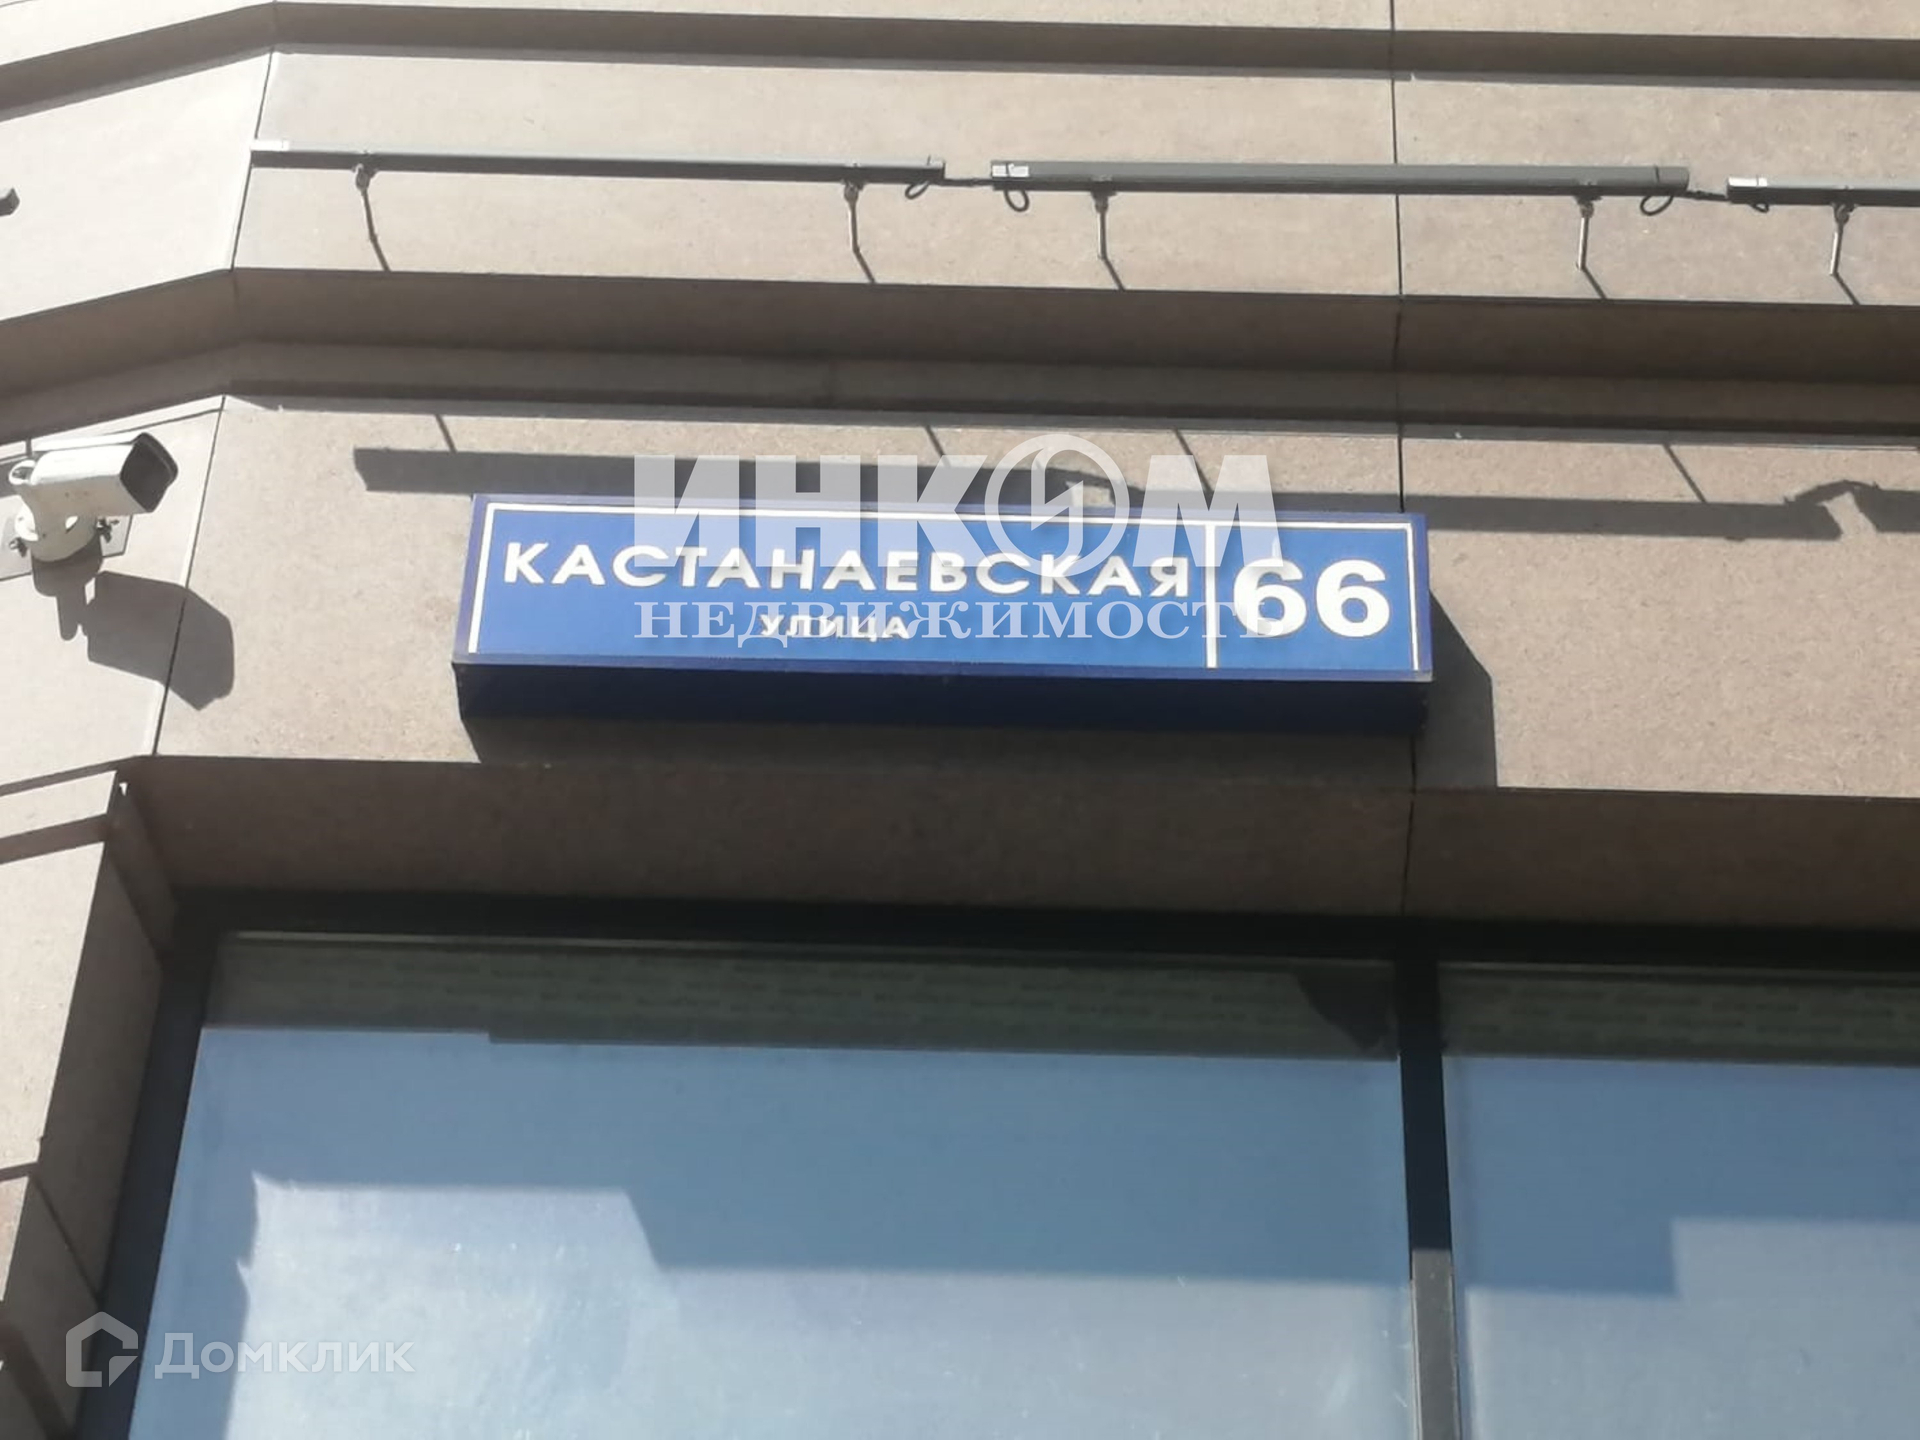 ИНКОМ
КАСТАНАЕВСКАЯ 66
НЕДВИЖИМОСТЬ
УЛИЦА
Домклик